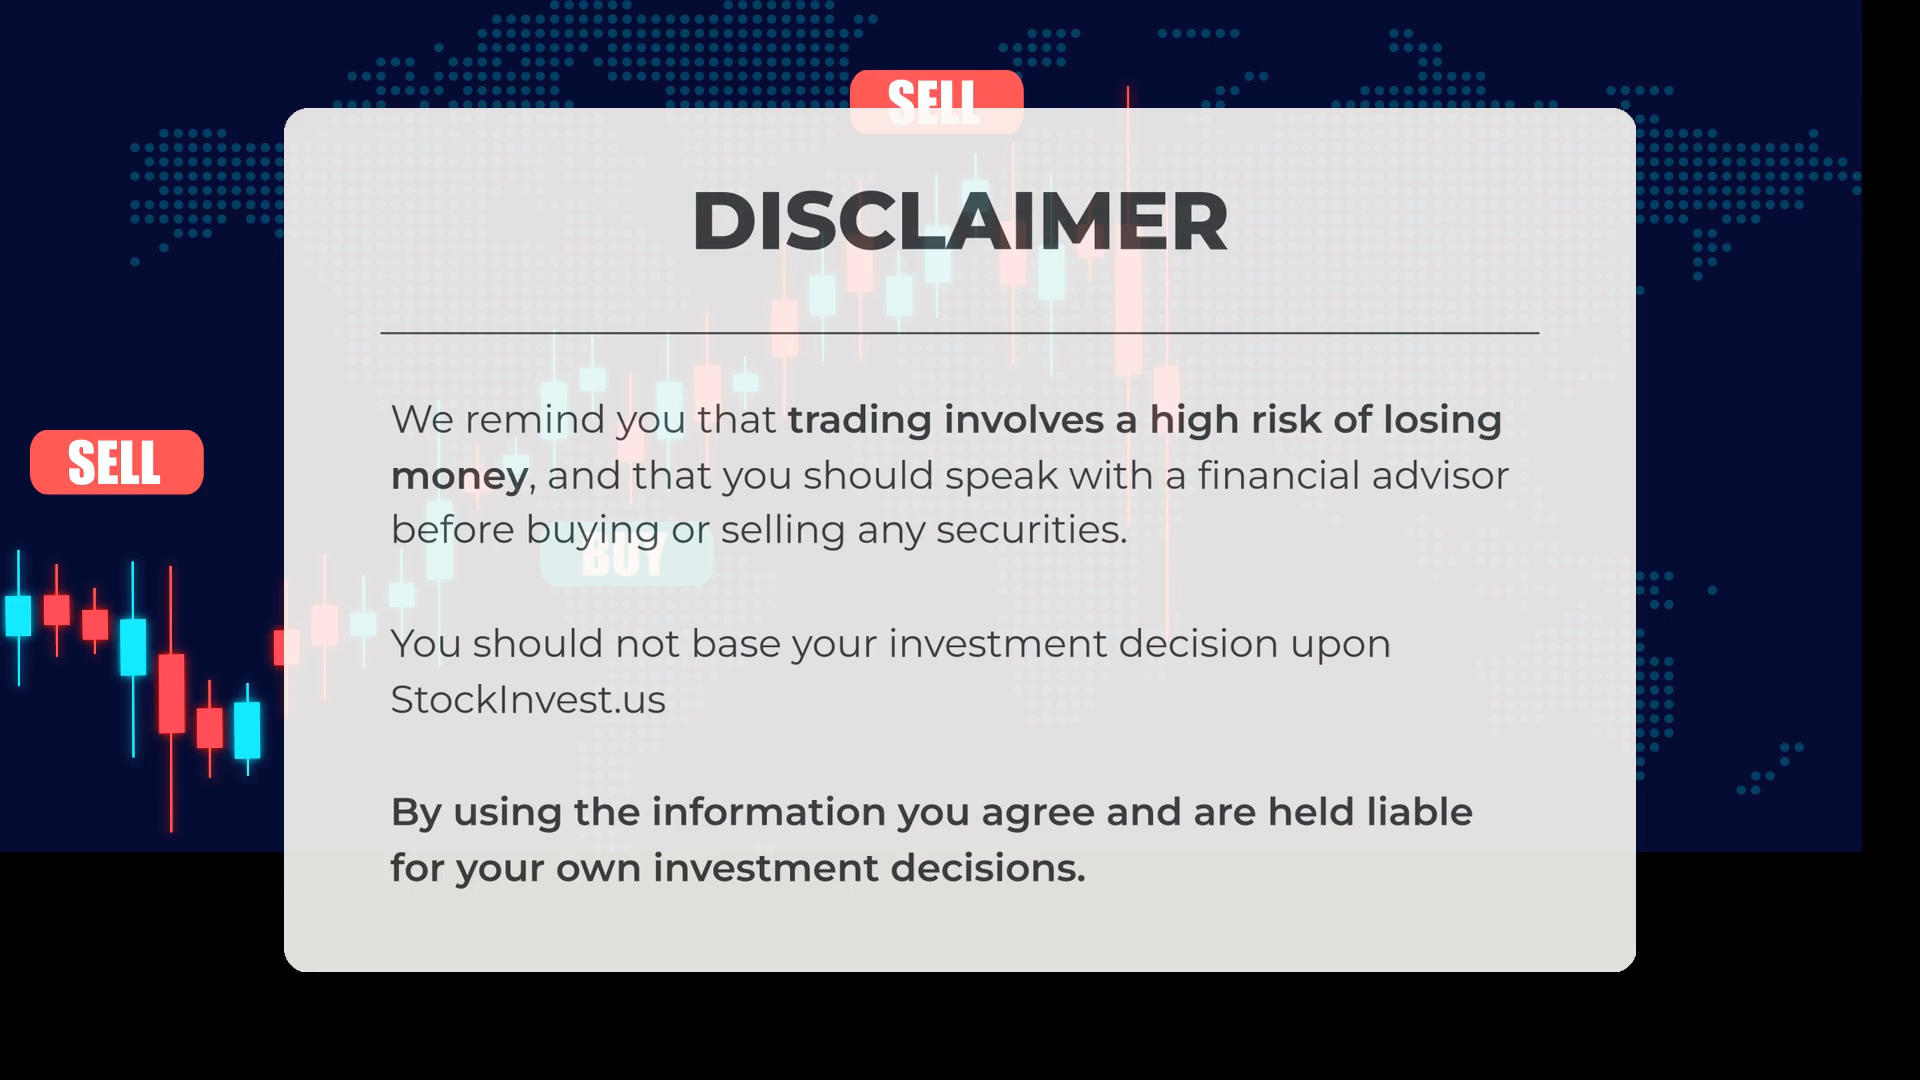 SELL
DISCLAIMER
We remind you that trading involves a high risk of losing
money, and that you should speak with a financial advisor
before buying or selling any securities.
SELL
BUY
You should not base your investment decision upon
StockInvest.us
By using the information you agree and are held liable
for your own investment decisions.